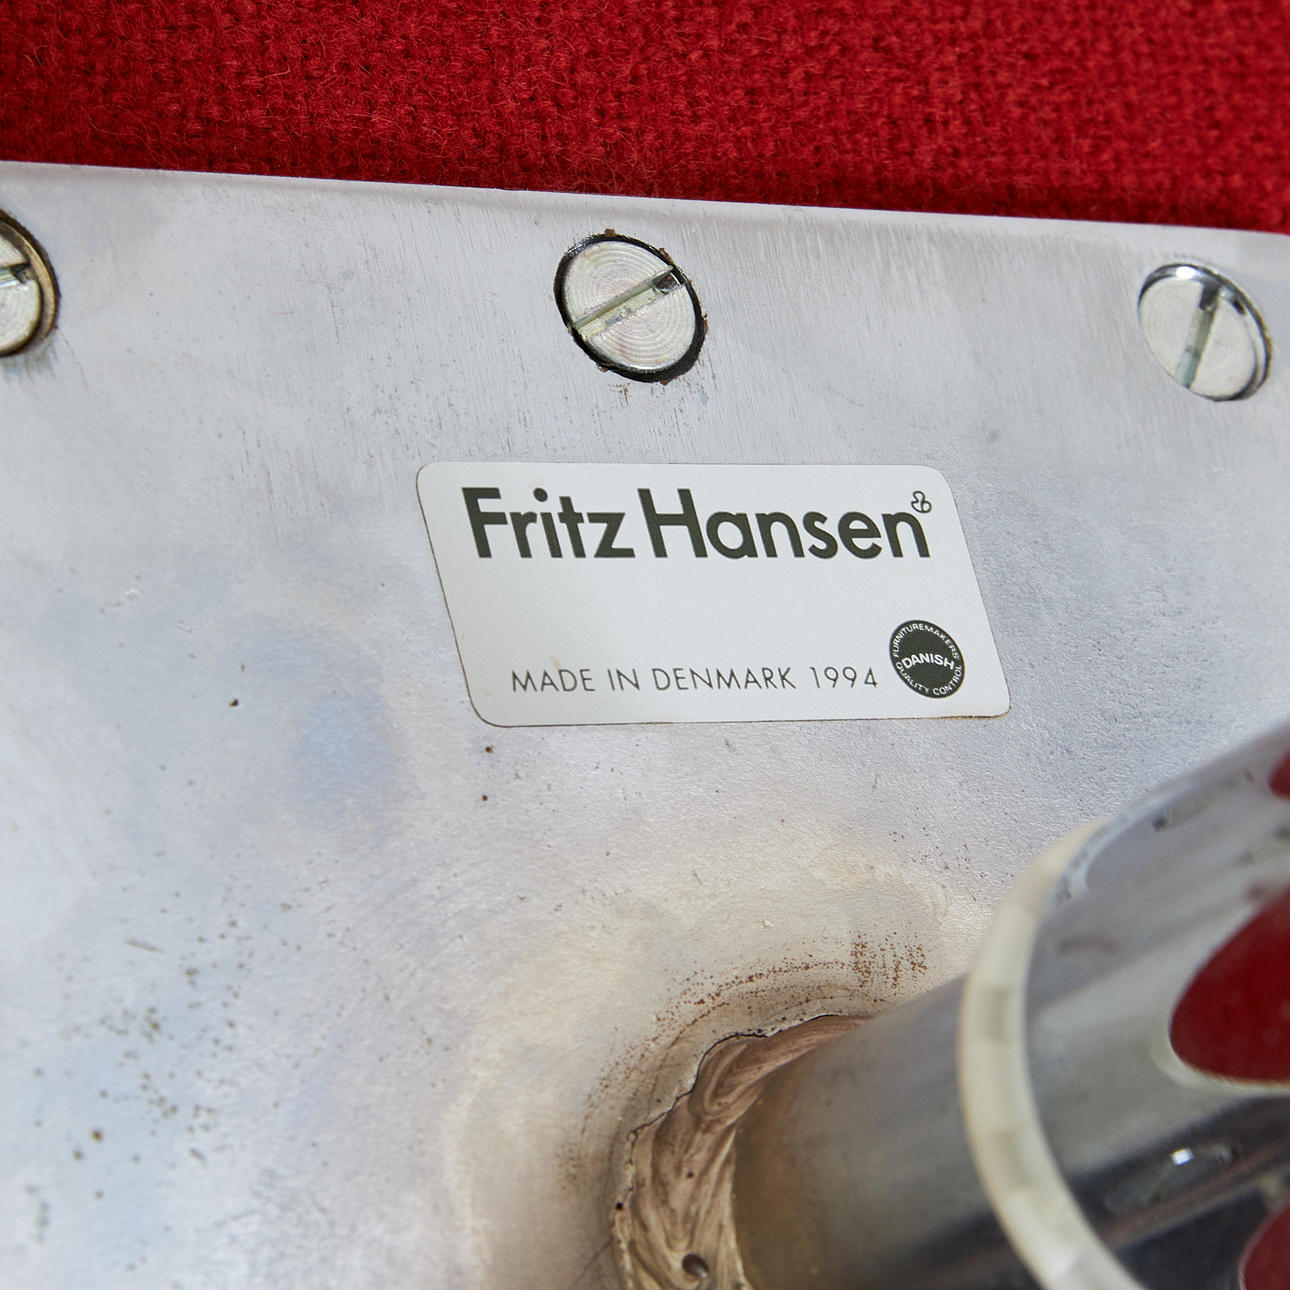 Fritz Hansen
MADE IN DENMARK 1994
FURNITUREMAKERS
DANISH
QUALITY CONTROL